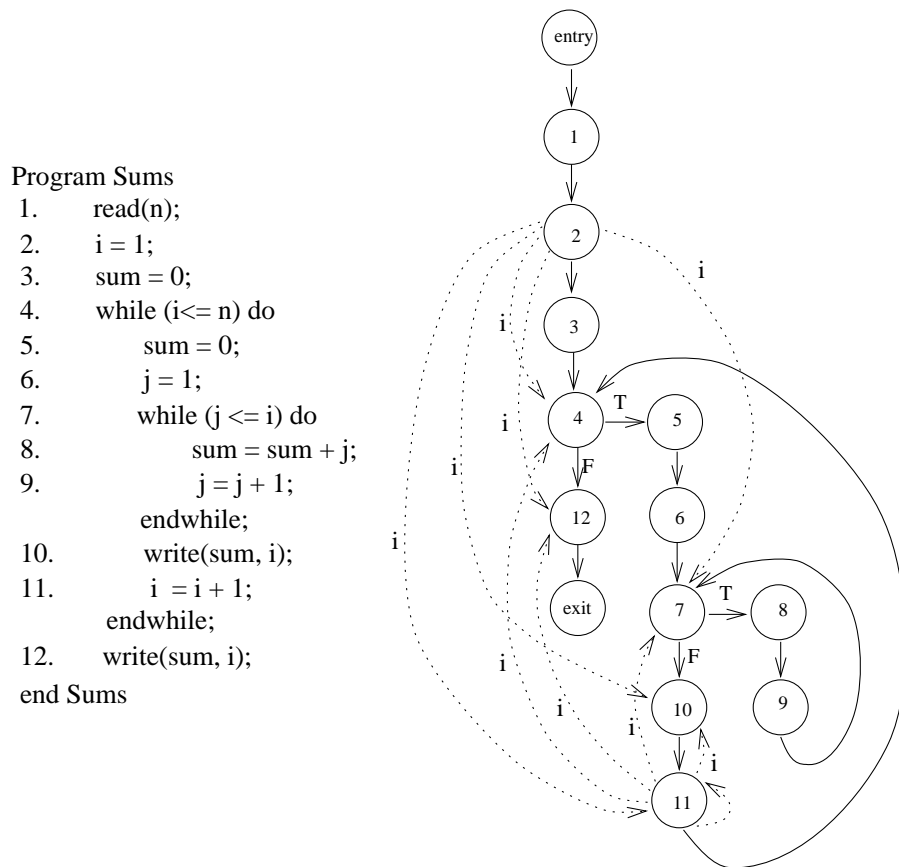 Program Sums
1. read(n);
2. i = 1;
3. sum = 0;
4. while (i<= n) do
5. sum = 0;
6. j = 1;
7. while (j <= i) do
8. sum = sum + j;
9. j = j + 1;
endwhile;
10. write(sum, i);
11. i = i + 1;
endwhile;
12. write(sum, i);
end Sums
entry
1
2
i
3
i
4
T
5
i
F
i
12
6
i
exit
7
T
8
F
i
10
9
i
i
i
11